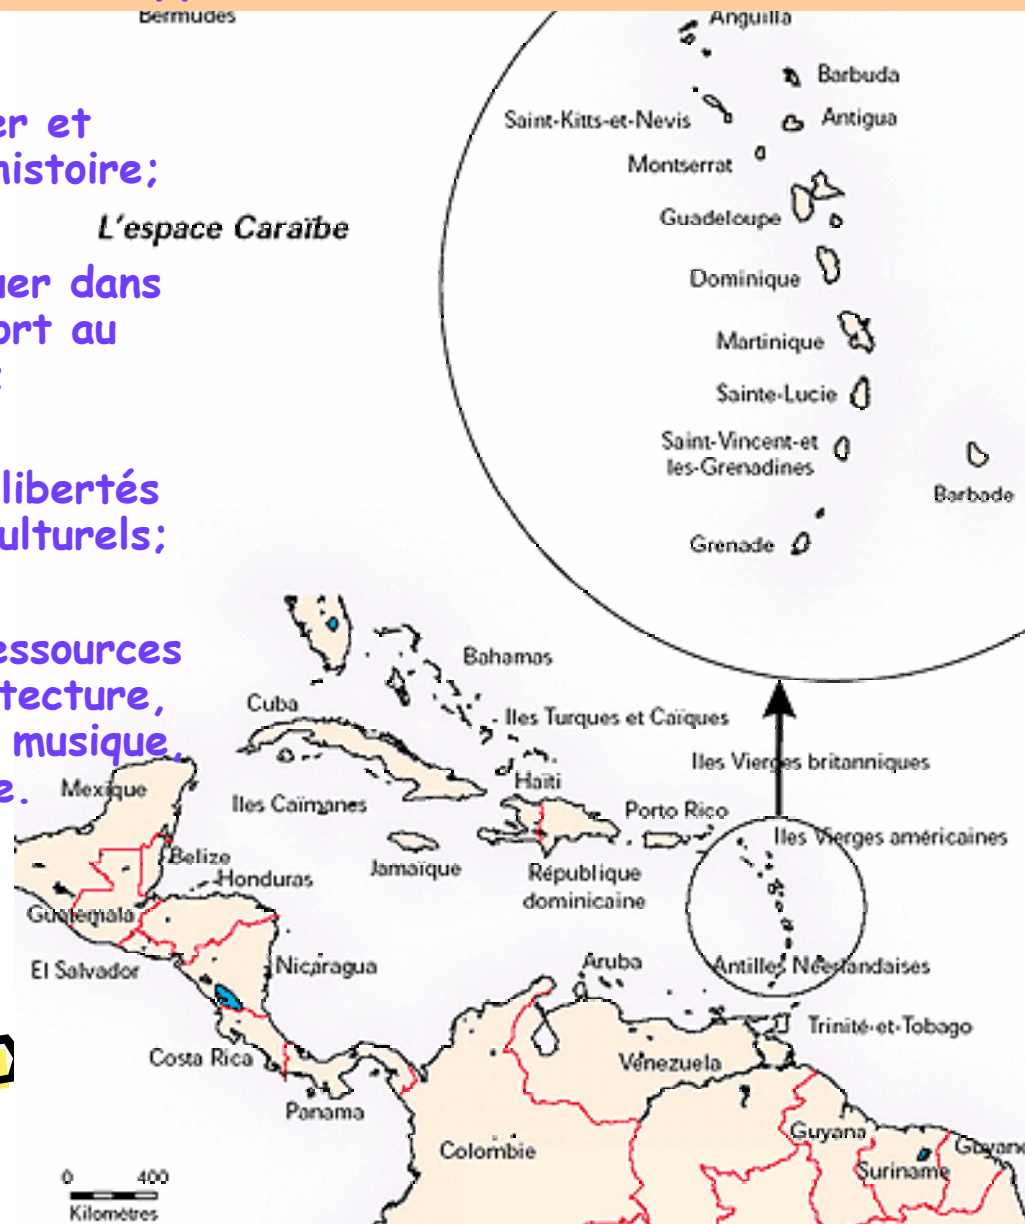 Bermudes
Anguilla
Barbuda
Saint-Kitts-et-Nevis
Antigua
Montserrat
Guadeloupe
Dominique
Martinique
Sainte-Lucie
Saint-Vincent-et
les-Grenadines
Barbade
Grenade
er et
histoire;
L'espace Caraïbe
uer dans
ort au
libertés
ulturels;
essources
tecture,
musique,
e.
Bahamas
Cuba
Iles Turques et Caïques
Iles Vierges britanniques
Haïti
Mexique
Iles Caïmanes
Porto Rico
Iles Vierges américaines
Jamaïque
République
dominicaine
Belize
Honduras
Guatemala
El Salvador
Nicaragua
Aruba
Antilles Néerlandaises
Trinité-et-Tobago
Costa Rica
Vénezuela
Panama
Guyana
Colombie
Guyane
Suriname
0 400
Kilomètres